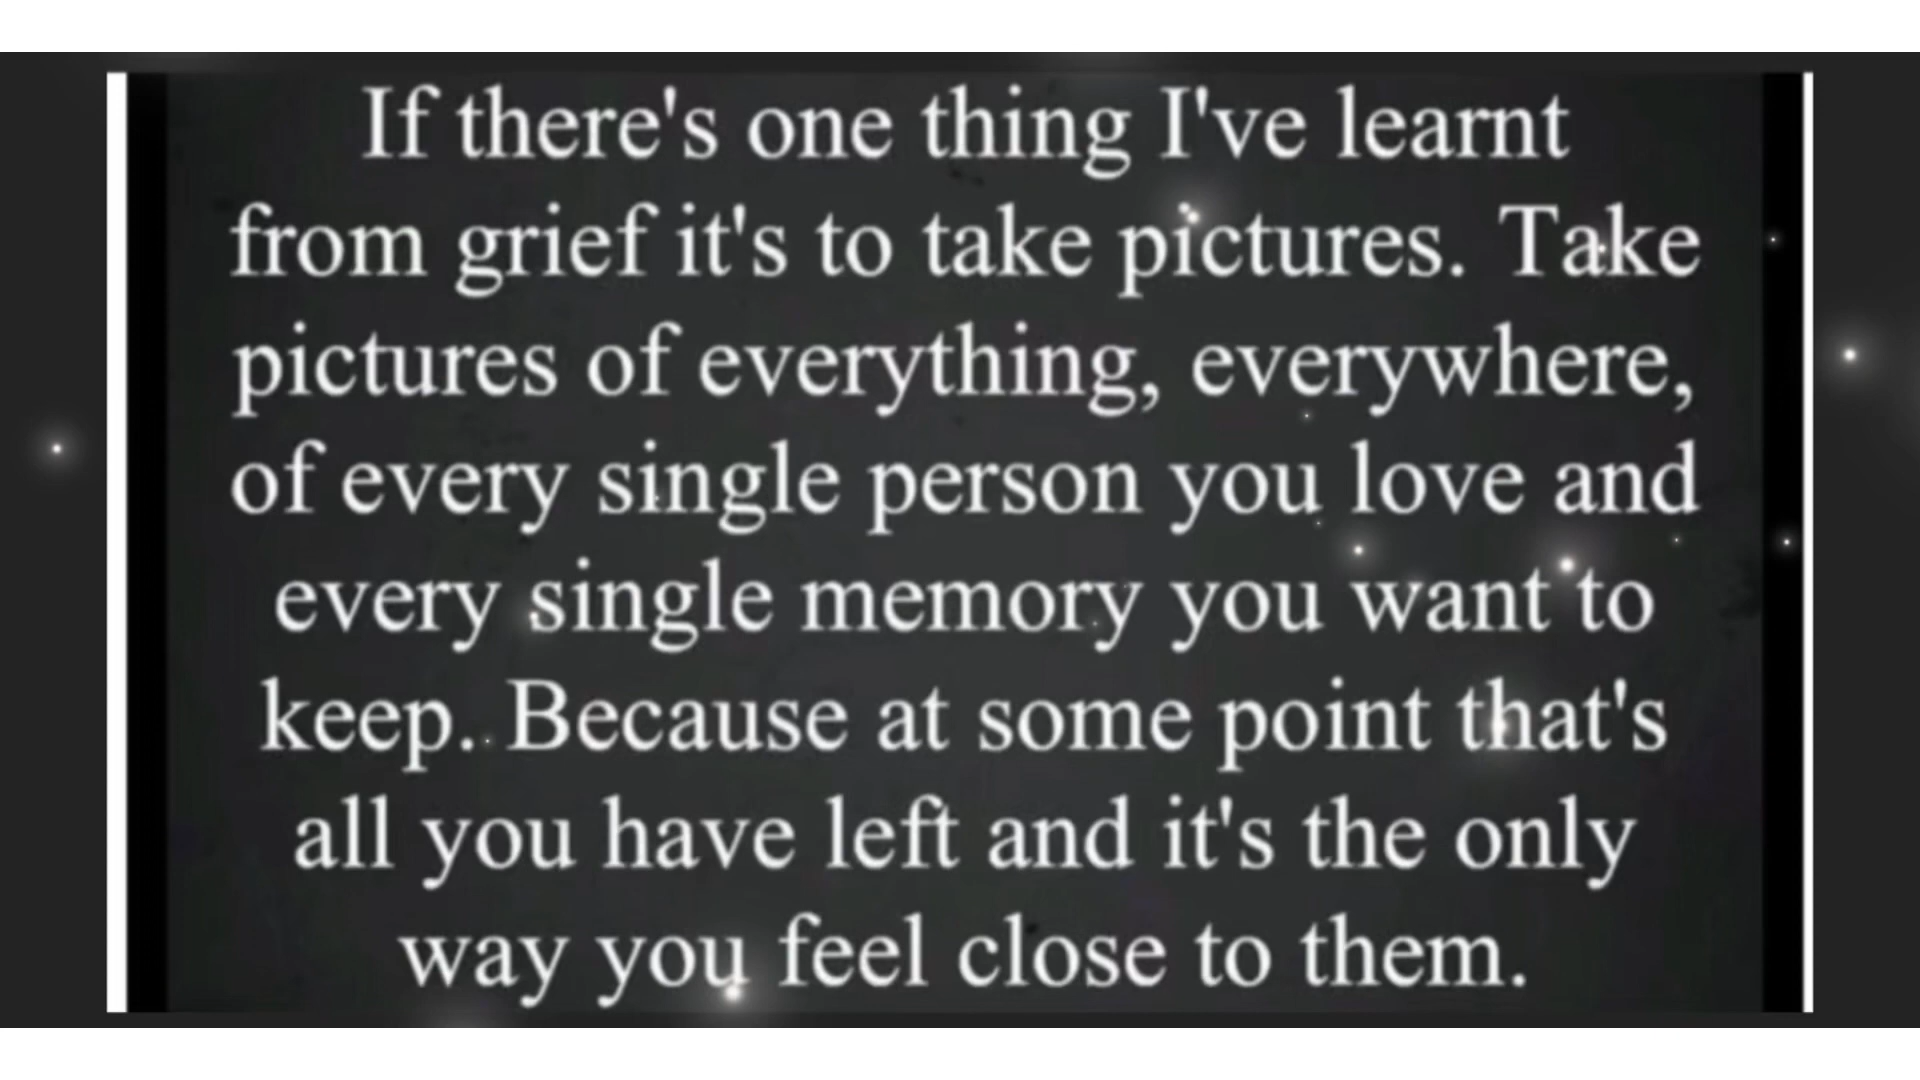 If there's one thing I've learnt
from grief it's to take pictures. Take
pictures of everything, everywhere,
of every single person you love and
every single memory you want to
keep. Because at some point that's
all you have left and it's the only
way you feel close to them.